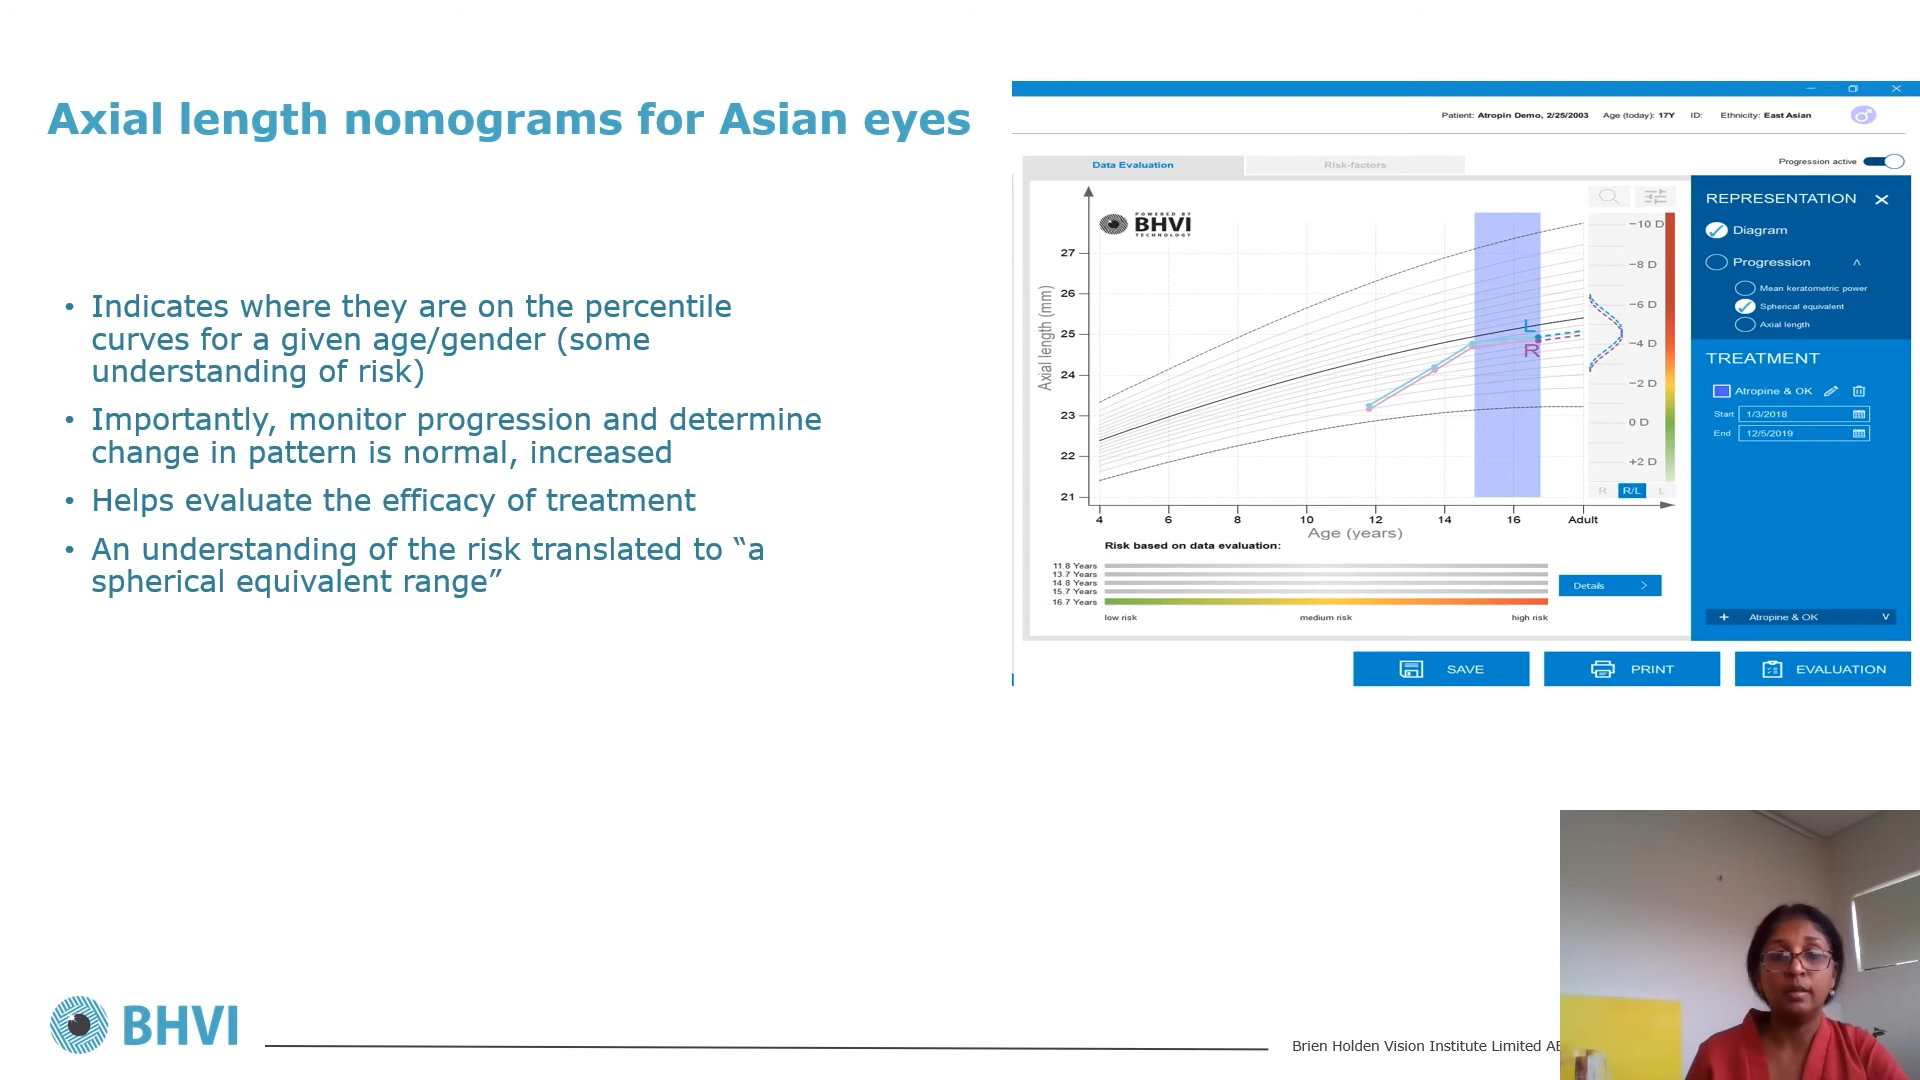 Axial length nomograms for Asian eyes
• Indicates where they are on the percentile
curves for a given age/gender (some
understanding of risk)
• Importantly, monitor progression and determine
change in pattern is normal, increased
• Helps evaluate the efficacy of treatment
• An understanding of the risk translated to “a
spherical equivalent range”
Patient: Atropin Demo, 2/25/2003 Age (today): 17Y ID: Ethnicity: East Asian
Data Evaluation Risk-factors
Progression active
POWERED BY
BHVI
TECHNOLOGY
Axial length (mm)
27
26
25
24
23
22
21
4 6 8 10 12 14 16 Adult
Age (years)
L
R
−10 D
−8 D
−6 D
−4 D
−2 D
0 D
+2 D
R R/L L
Risk based on data evaluation:
11.8 Years
13.7 Years
14.8 Years
15.7 Years
16.7 Years
low risk medium risk high risk
Details >
REPRESENTATION
Diagram
Progression
Mean keratometric power
Spherical equivalent
Axial length
TREATMENT
Atropine & OK
Start 1/3/2018
End 12/5/2019
+ Atropine & OK
SAVE PRINT EVALUATION
BHVI
Brien Holden Vision Institute Limited